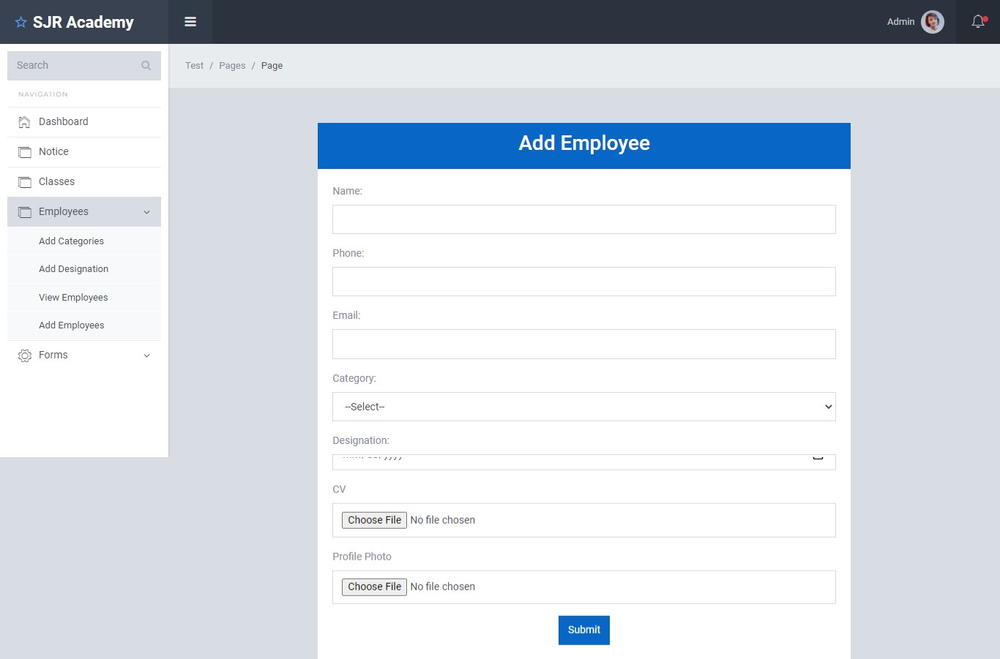 SJR Academy
Admin
Search
Test / Pages / Page
NAVIGATION
Dashboard
Notice
Classes
Employees
Add Categories
Add Designation
View Employees
Add Employees
Forms
Add Employee
Name:
Phone:
Email:
Category:
--Select--
Designation:
CV
Choose File No file chosen
Profile Photo
Choose File No file chosen
Submit